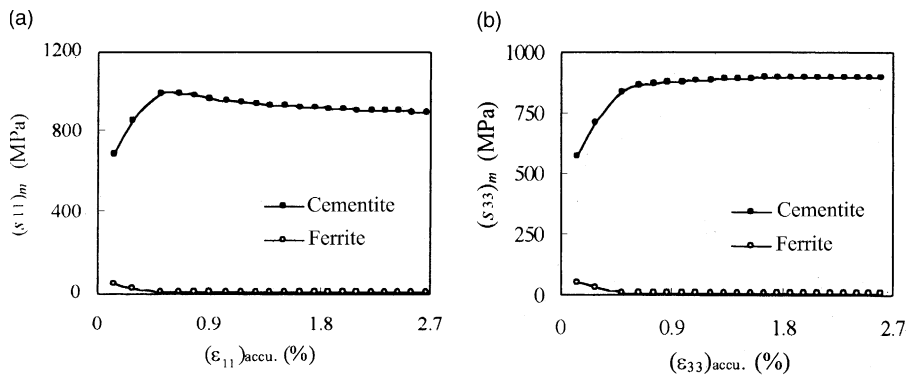 (a)
1200
800
400
0
(s11)m (MPa)
Cementite
Ferrite
0 0.9 1.8 2.7
(ε11)accu. (%)
(b)
1000
750
500
250
0
(s33)m (MPa)
Cementite
Ferrite
0 0.9 1.8 2.7
(ε33)accu. (%)